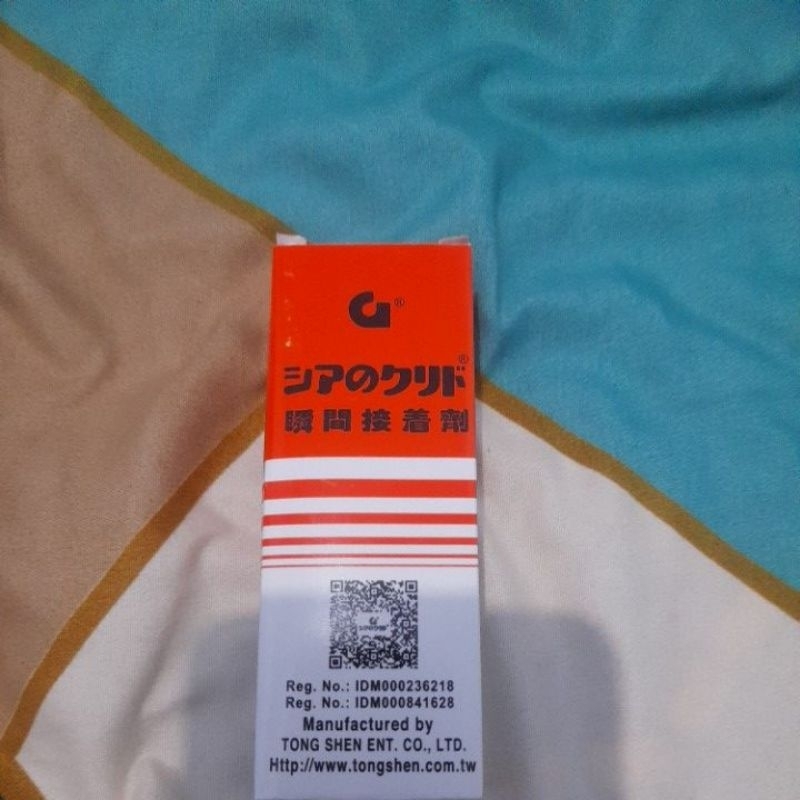 G®
シアのクリド®
瞬間接着劑
Reg. No.: IDM000236218
Reg. No.: IDM000841628
Manufactured by
TONG SHEN ENT. CO., LTD.
Http://www.tongshen.com.tw